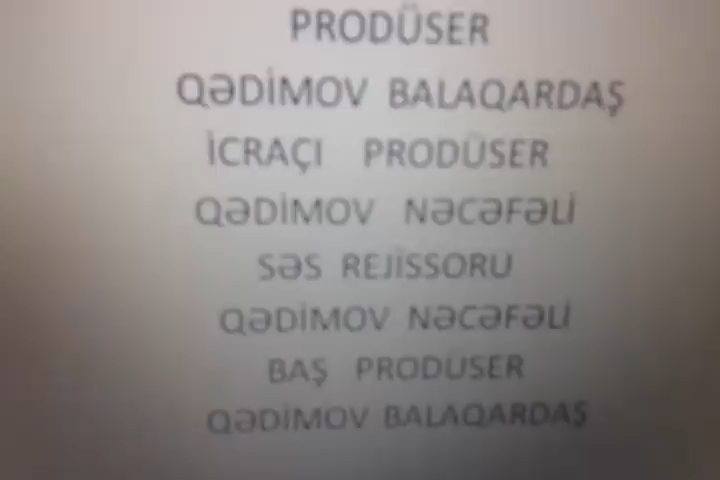 PRODÜSER
QƏDİMOV BALAQARDAŞ
İCRAÇI PRODÜSER
QƏDİMOV NƏCƏFƏLİ
SƏS REJİSSORU
QƏDİMOV NƏCƏFƏLİ
BAŞ PRODÜSER
QƏDİMOV BALAQARDAŞ